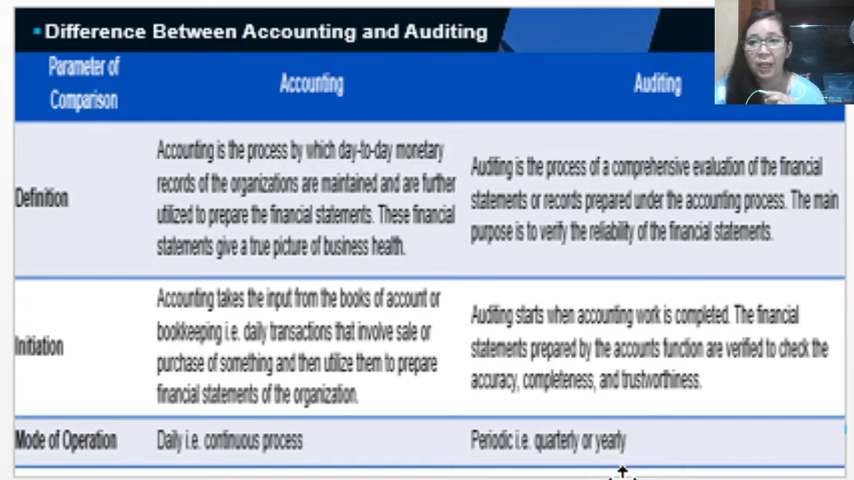 Difference Between Accounting and Auditing
Parameter of
Comparison
Accounting
Auditing
Definition
Accounting is the process by which day-to-day monetary
records of the organizations are maintained and are further
utilized to prepare the financial statements. These financial
statements give a true picture of business health.
Auditing is the process of a comprehensive evaluation of the financial
statements or records prepared under the accounting process. The main
purpose is to verify the reliability of the financial statements.
Initiation
Accounting takes the input from the books of account or
bookkeeping i.e. daily transactions that involve sale or
purchase of something and then utilize them to prepare
financial statements of the organization.
Auditing starts when accounting work is completed. The financial
statements prepared by the accounts function are verified to check the
accuracy, completeness, and trustworthiness.
Mode of Operation
Daily i.e. continuous process
Periodic i.e. quarterly or yearly